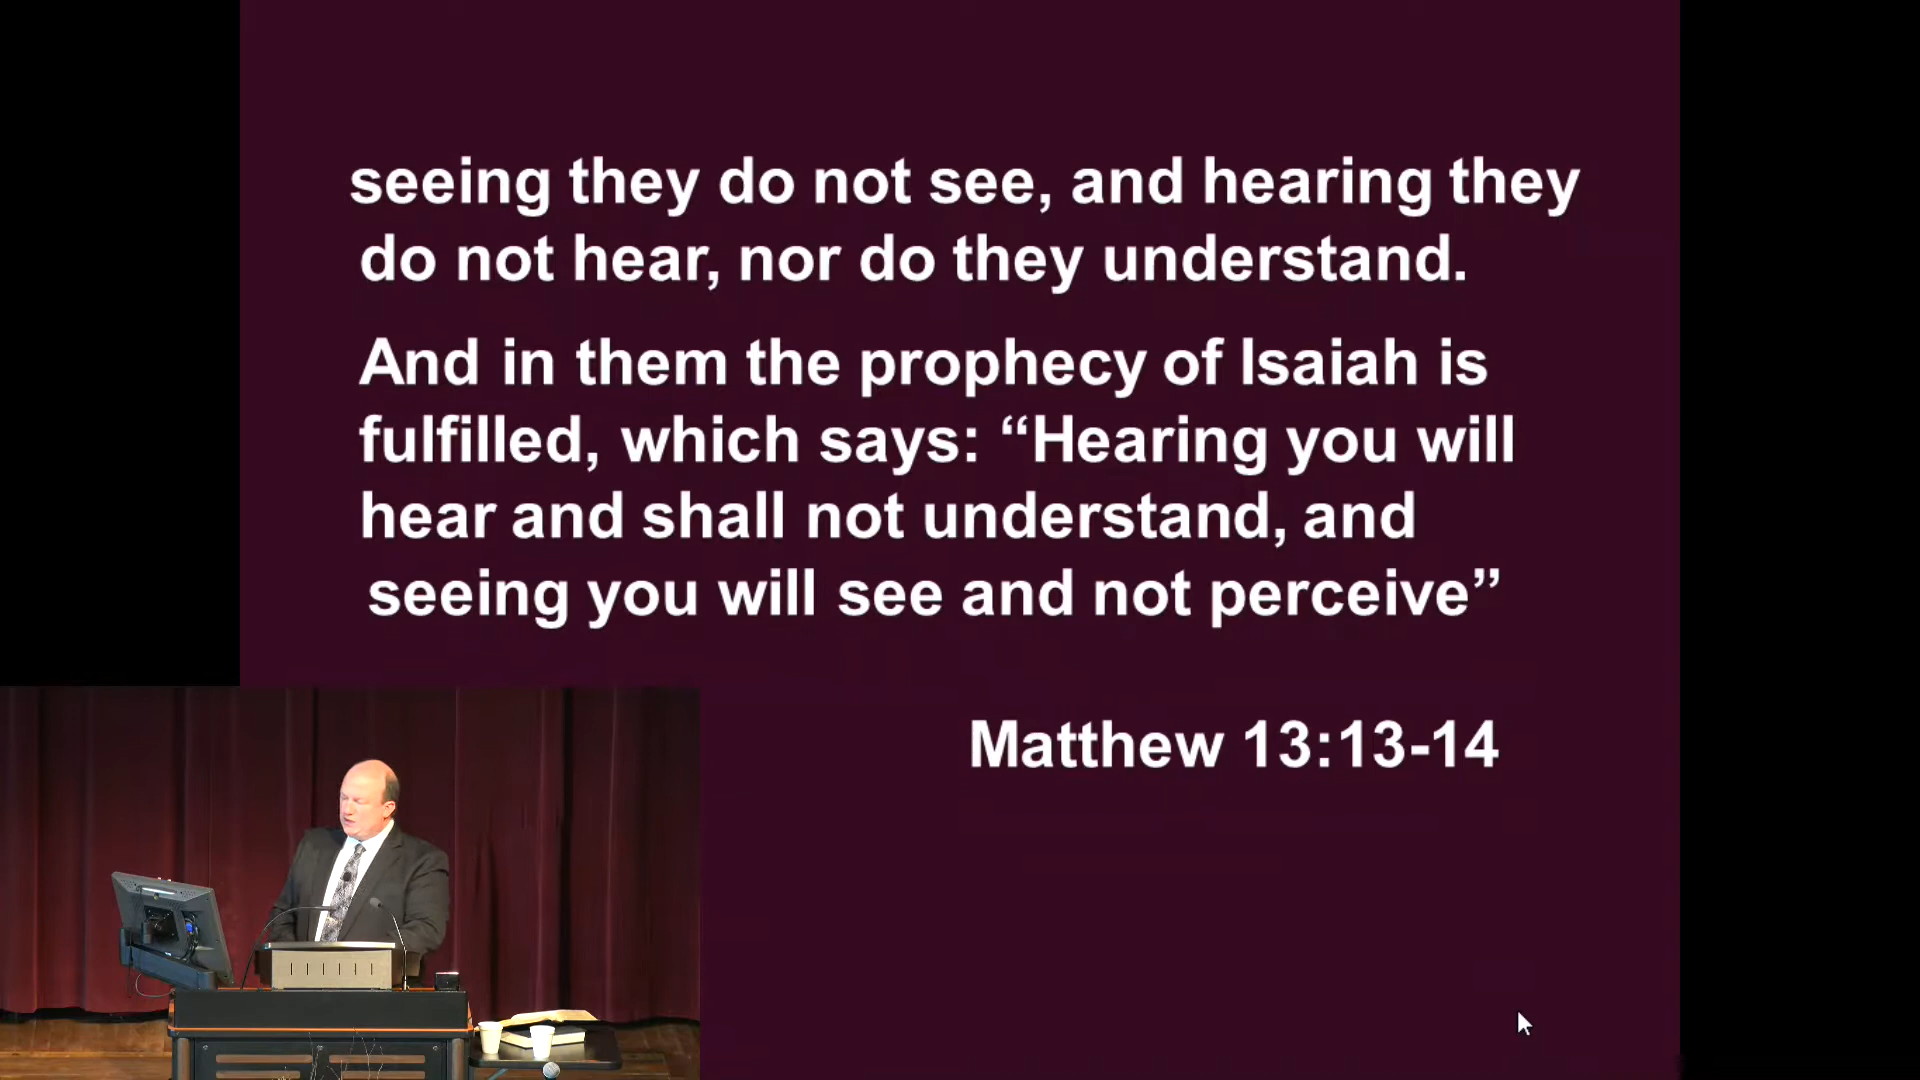 seeing they do not see, and hearing they
do not hear, nor do they understand.
And in them the prophecy of Isaiah is
fulfilled, which says: “Hearing you will
hear and shall not understand, and
seeing you will see and not perceive”
Matthew 13:13-14